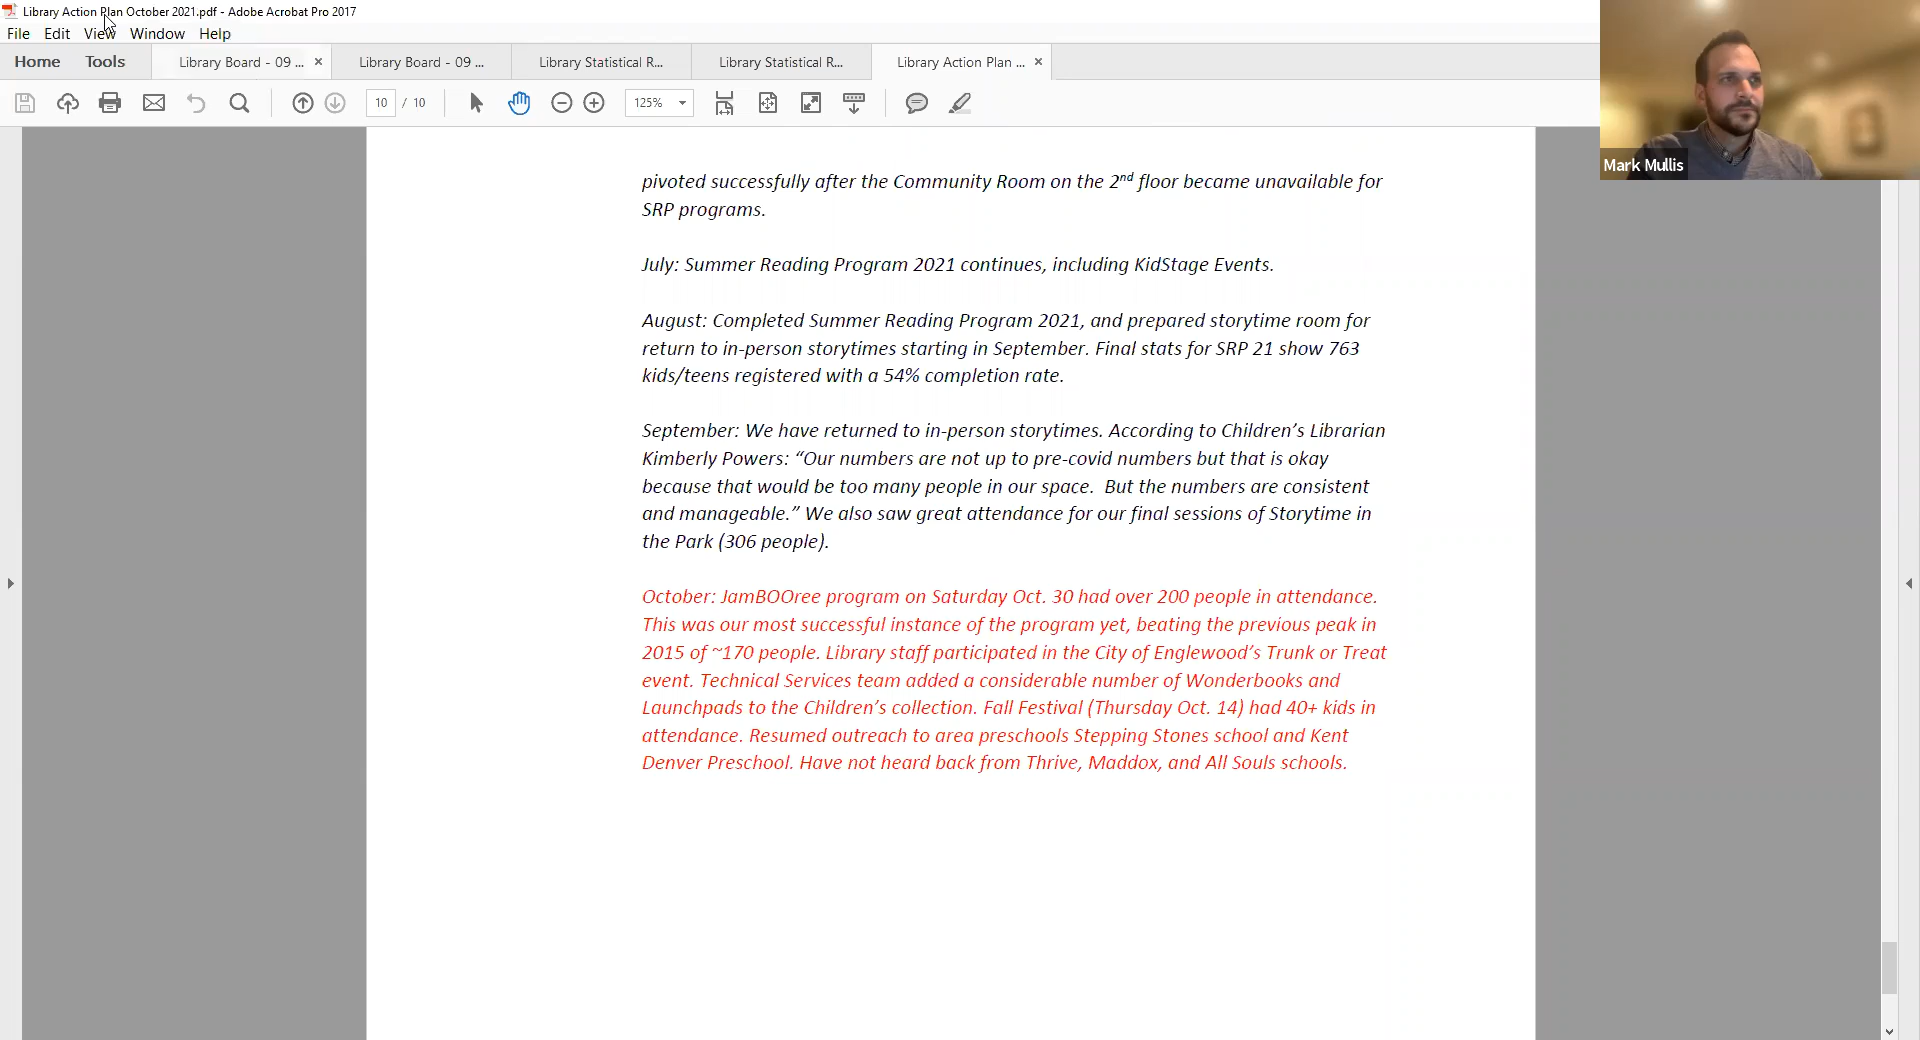 Library Action Plan October 2021.pdf - Adobe Acrobat Pro 2017
File Edit View Window Help
Home Tools Library Board - 09 ... × Library Board - 09 ... Library Statistical R... Library Statistical R... Library Action Plan ... ×
10 / 10 125%
Mark Mullis
pivoted successfully after the Community Room on the 2nd floor became unavailable for
SRP programs.
July: Summer Reading Program 2021 continues, including KidStage Events.
August: Completed Summer Reading Program 2021, and prepared storytime room for
return to in-person storytimes starting in September. Final stats for SRP 21 show 763
kids/teens registered with a 54% completion rate.
September: We have returned to in-person storytimes. According to Children’s Librarian
Kimberly Powers: “Our numbers are not up to pre-covid numbers but that is okay
because that would be too many people in our space.  But the numbers are consistent
and manageable.” We also saw great attendance for our final sessions of Storytime in
the Park (306 people).
October: JamBOOree program on Saturday Oct. 30 had over 200 people in attendance.
This was our most successful instance of the program yet, beating the previous peak in
2015 of ~170 people. Library staff participated in the City of Englewood’s Trunk or Treat
event. Technical Services team added a considerable number of Wonderbooks and
Launchpads to the Children’s collection. Fall Festival (Thursday Oct. 14) had 40+ kids in
attendance. Resumed outreach to area preschools Stepping Stones school and Kent
Denver Preschool. Have not heard back from Thrive, Maddox, and All Souls schools.